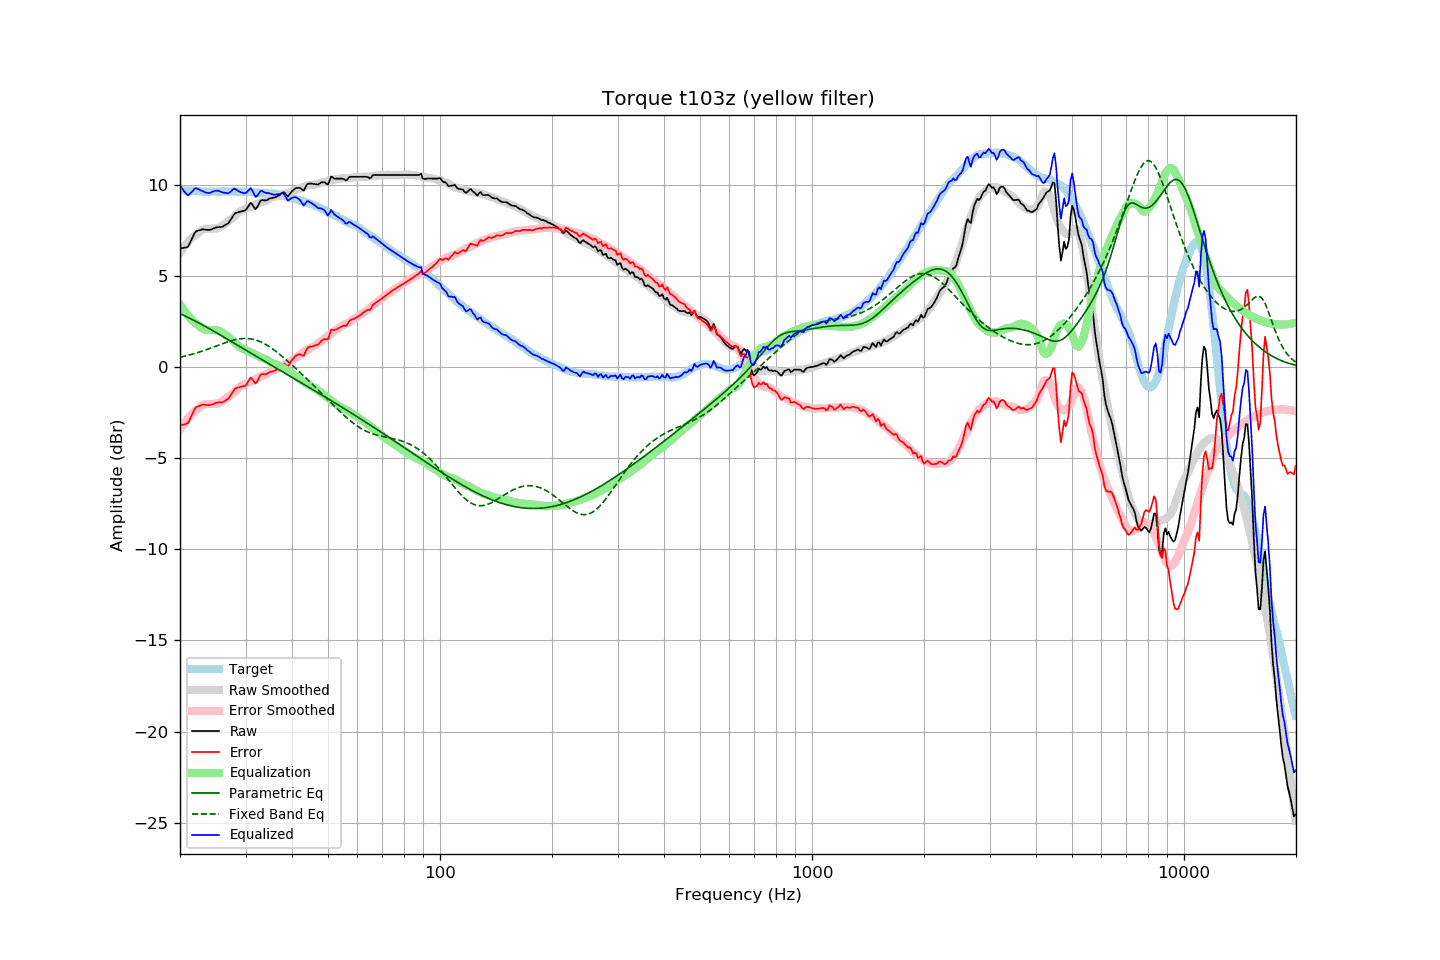 Torque t103z (yellow filter)
10
5
0
−5
−10
−15
−20
−25
Amplitude (dBr)
Target
Raw Smoothed
Error Smoothed
Raw
Error
Equalization
Parametric Eq
Fixed Band Eq
Equalized
100 1000 10000
Frequency (Hz)